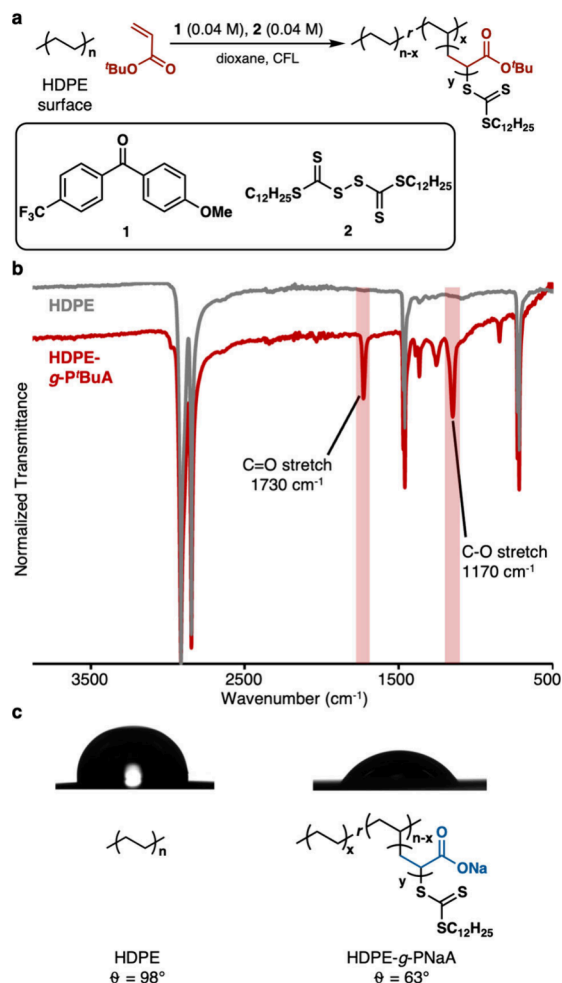 a
1 (0.04 M), 2 (0.04 M)
dioxane, CFL
n
HDPE
surface
ᵗBuO
O
r
n-x
x
O
OᵗBu
y
S
S
SC₁₂H₂₅
O
F₃C
OMe
1
S
C₁₂H₂₅S
S
S
SC₁₂H₂₅
S
2
b
HDPE
HDPE-
g-PᵗBuA
Normalized Transmittance
C=O stretch
1730 cm⁻¹
C-O stretch
1170 cm⁻¹
3500
2500
1500
500
Wavenumber (cm⁻¹)
c
n
r
x
n-x
O
ONa
y
S
S
SC₁₂H₂₅
HDPE
θ = 98°
HDPE-g-PNaA
θ = 63°